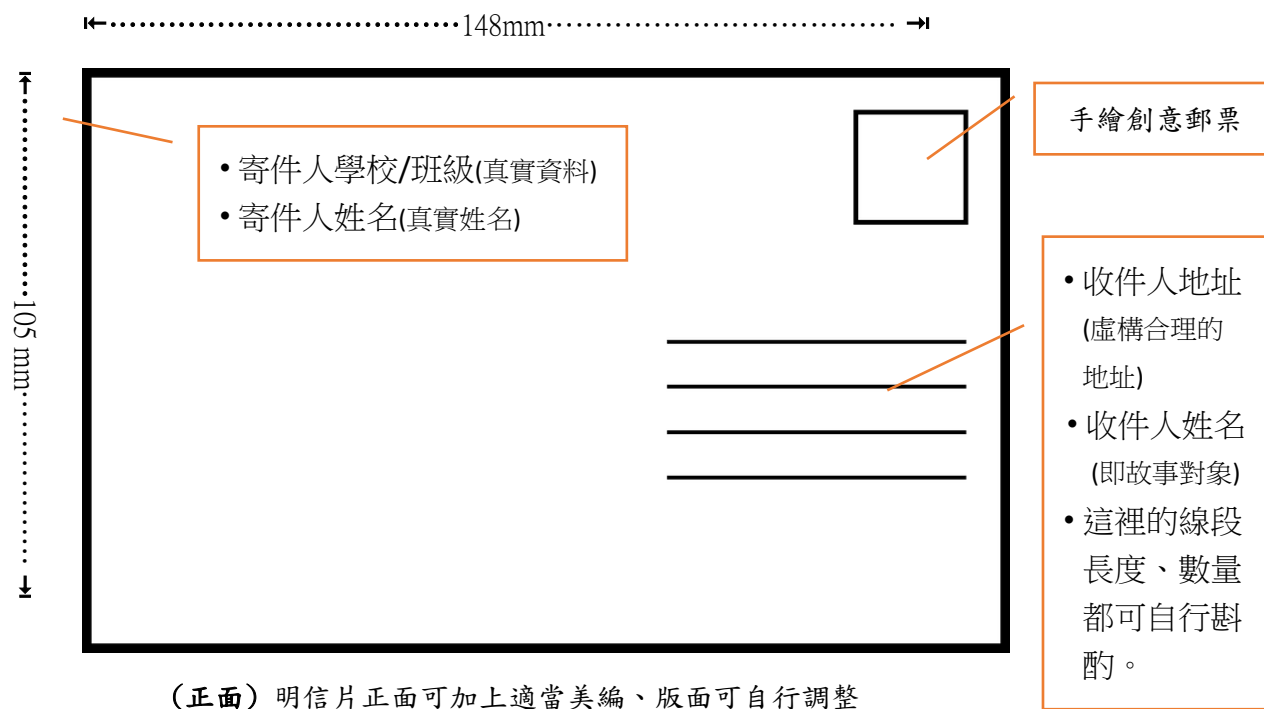 148mm
105 mm
• 寄件人學校/班級(真實資料)
• 寄件人姓名(真實姓名)
手繪創意郵票
• 收件人地址
(虛構合理的
地址)
• 收件人姓名
(即故事對象)
• 這裡的線段
長度、數量
都可自行斟
酌。
（正面）明信片正面可加上適當美編、版面可自行調整